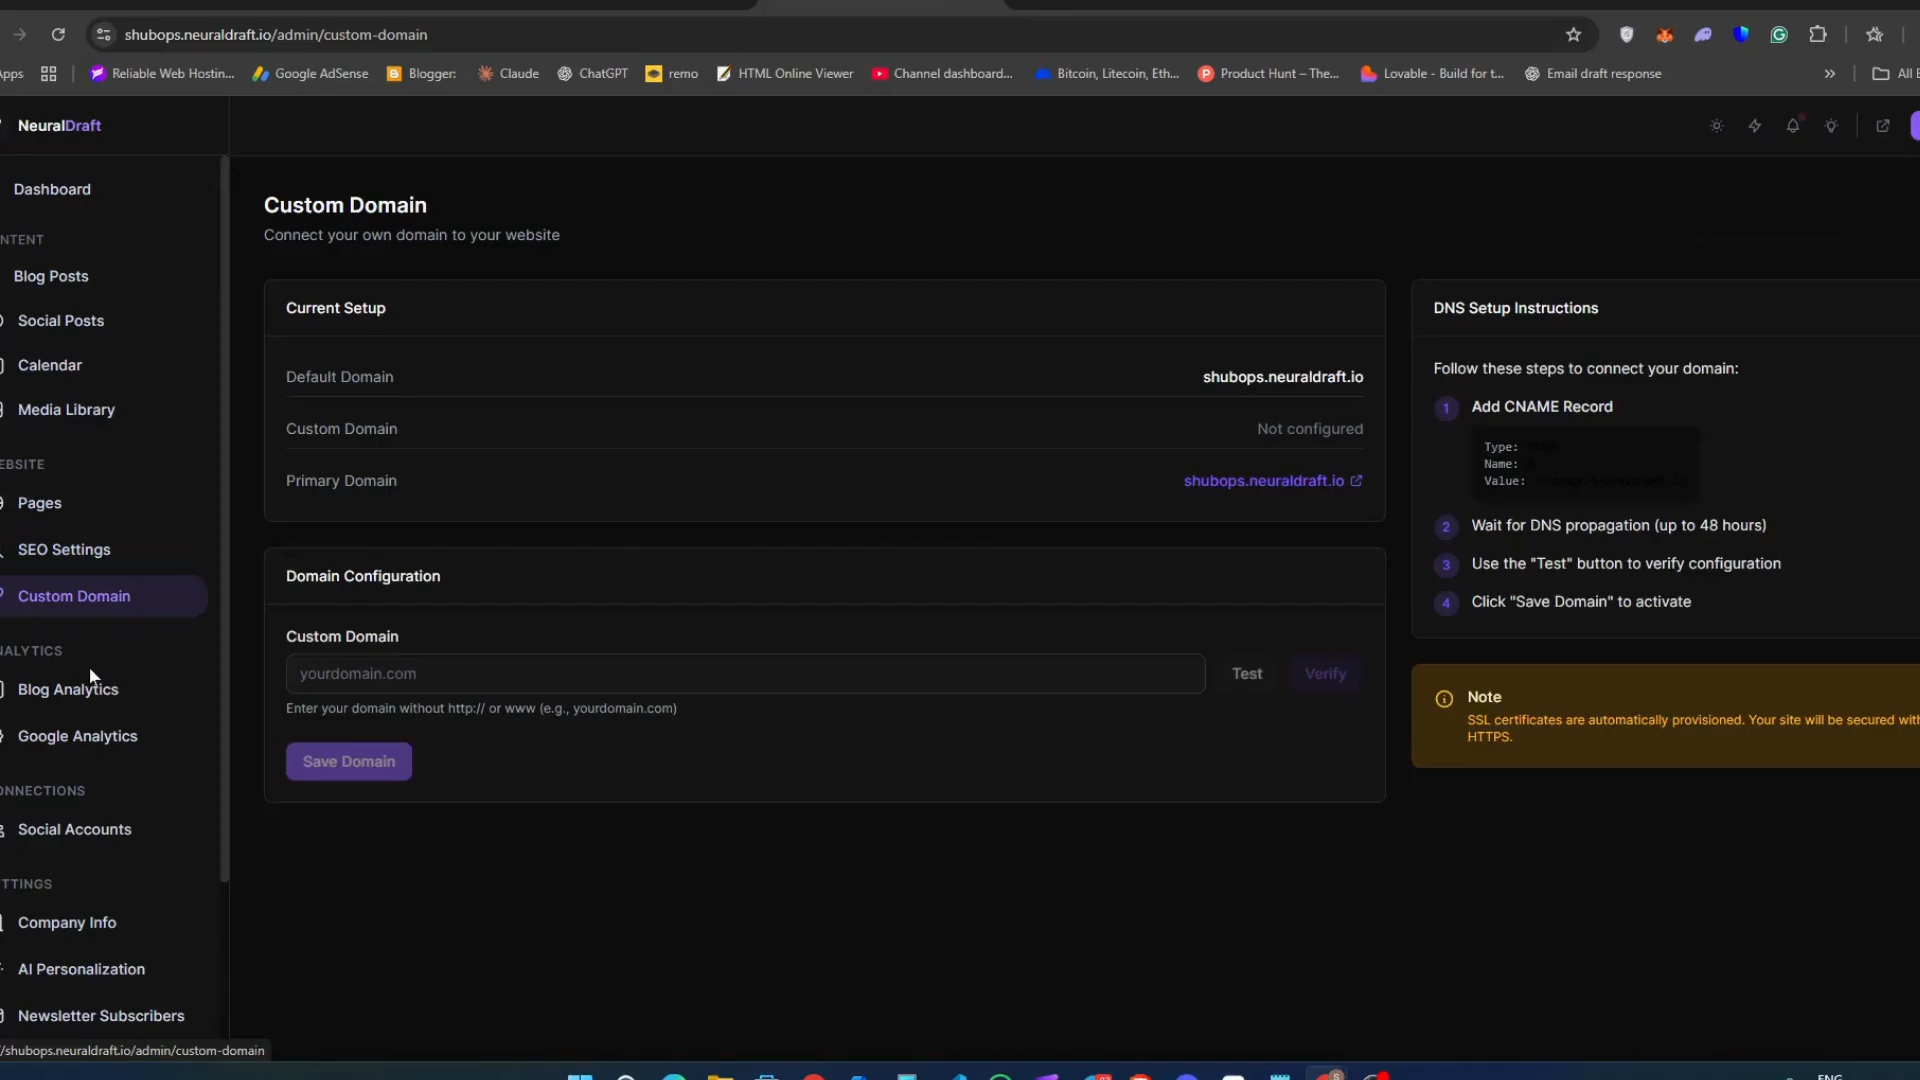 shubops.neuraldraft.io/admin/custom-domain
Apps
Reliable Web Hostin...
Google AdSense
Blogger:
Claude
ChatGPT
remo
HTML Online Viewer
Channel dashboard...
Bitcoin, Litecoin, Eth...
Product Hunt – The...
Lovable - Build for t...
Email draft response
»
All
NeuralDraft
Dashboard
NTENT
Blog Posts
Social Posts
Calendar
Media Library
EBSITE
Pages
SEO Settings
Custom Domain
NALYTICS
Blog Analytics
Google Analytics
ONNECTIONS
Social Accounts
TTINGS
Company Info
AI Personalization
Newsletter Subscribers
/shubops.neuraldraft.io/admin/custom-domain
Custom Domain
Connect your own domain to your website
Current Setup
Default Domain
shubops.neuraldraft.io
Custom Domain
Not configured
Primary Domain
shubops.neuraldraft.io
Domain Configuration
Custom Domain
yourdomain.com
Test
Verify
Enter your domain without http:// or www (e.g., yourdomain.com)
Save Domain
DNS Setup Instructions
Follow these steps to connect your domain:
1 Add CNAME Record
Type:
Name:
Value:
2 Wait for DNS propagation (up to 48 hours)
3 Use the "Test" button to verify configuration
4 Click "Save Domain" to activate
Note
SSL certificates are automatically provisioned. Your site will be secured with
HTTPS.
ENG